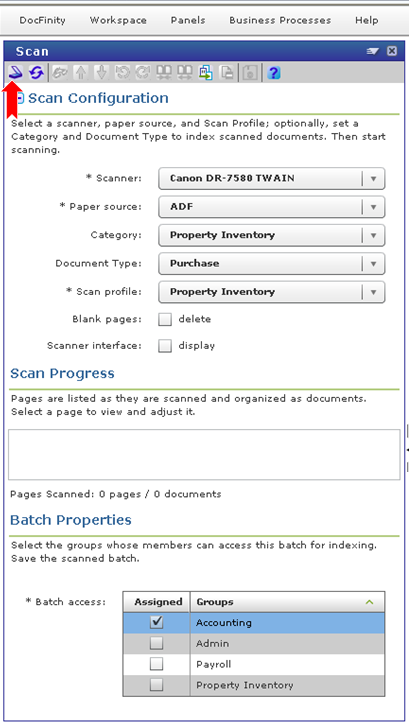 DocFinity Workspace Panels Business Processes Help
Scan
Scan Configuration
Select a scanner, paper source, and Scan Profile; optionally, set a
Category and Document Type to index scanned documents. Then start
scanning.
* Scanner: Canon DR-7580 TWAIN
* Paper source: ADF
Category: Property Inventory
Document Type: Purchase
* Scan profile: Property Inventory
Blank pages: delete
Scanner interface: display
Scan Progress
Pages are listed as they are scanned and organized as documents.
Select a page to view and adjust it.
Pages Scanned: 0 pages / 0 documents
Batch Properties
Select the groups whose members can access this batch for indexing.
Save the scanned batch.
* Batch access: Assigned Groups
Accounting
Admin
Payroll
Property Inventory